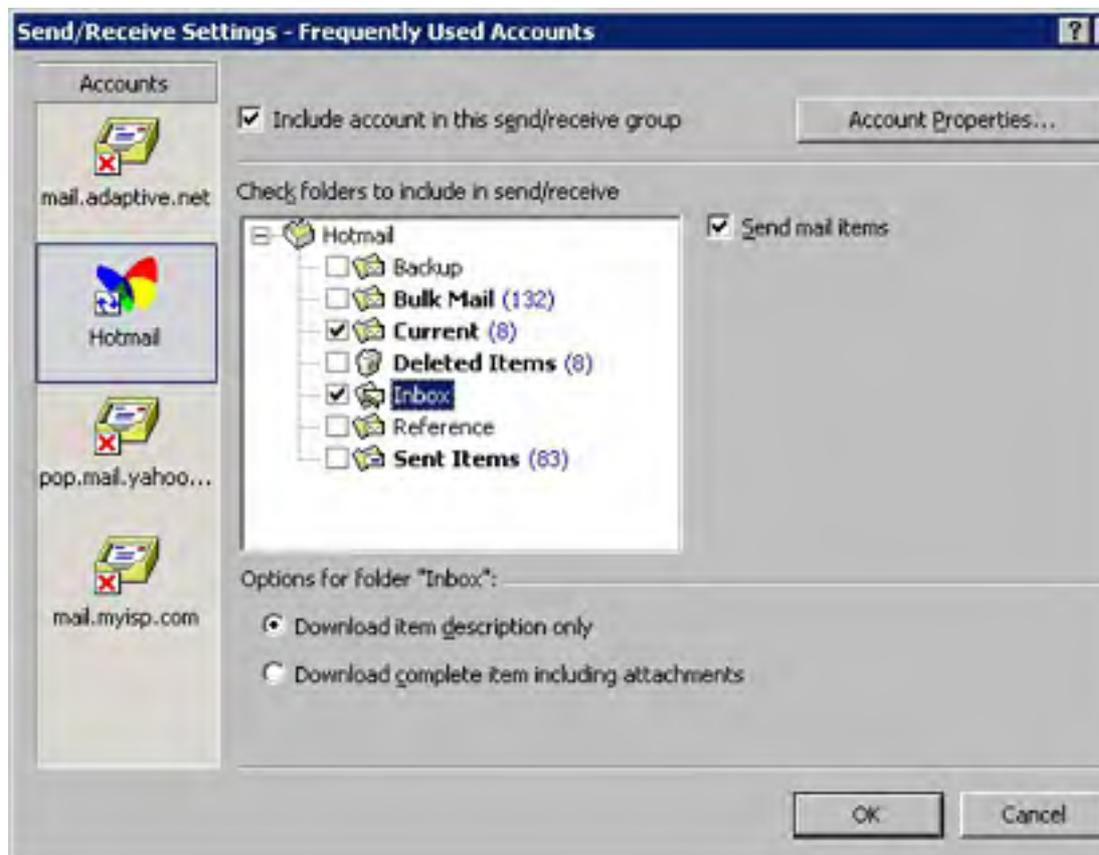 Send/Receive Settings - Frequently Used Accounts
?
Accounts
mail.adaptive.net
Hotmail
pop.mail.yahoo...
mail.myisp.com
Include account in this send/receive group
Account Properties...
Check folders to include in send/receive
Hotmail
Backup
Bulk Mail (132)
Current (8)
Deleted Items (8)
Inbox
Reference
Sent Items (83)
Send mail items
Options for folder "Inbox":
Download item description only
Download complete item including attachments
OK
Cancel